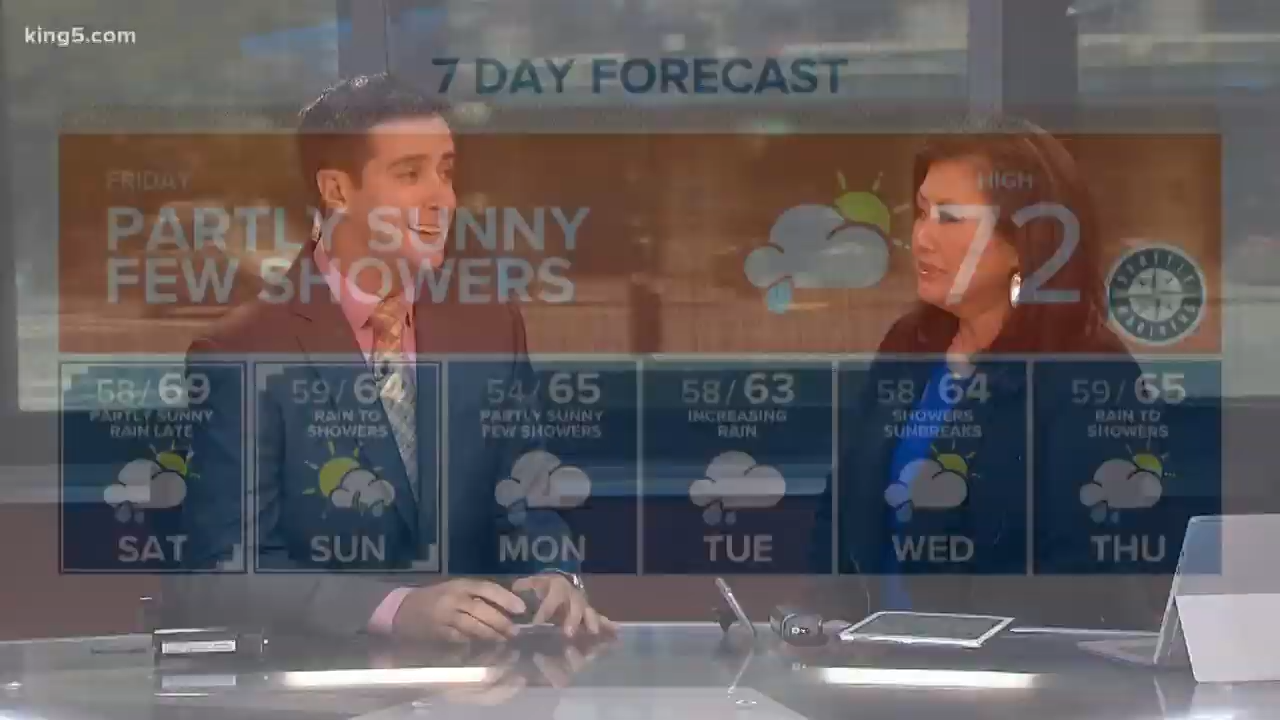 king5.com
7 DAY FORECAST
FRIDAY
PARTLY SUNNY
FEW SHOWERS
HIGH
72
SEATTLE
MARINERS
58/69
PARTLY SUNNY
RAIN LATE
SAT
59/64
RAIN TO
SHOWERS
SUN
54/65
PARTLY SUNNY
FEW SHOWERS
MON
58/63
INCREASING
RAIN
TUE
58/64
SHOWERS
SUNBREAKS
WED
59/65
RAIN TO
SHOWERS
THU